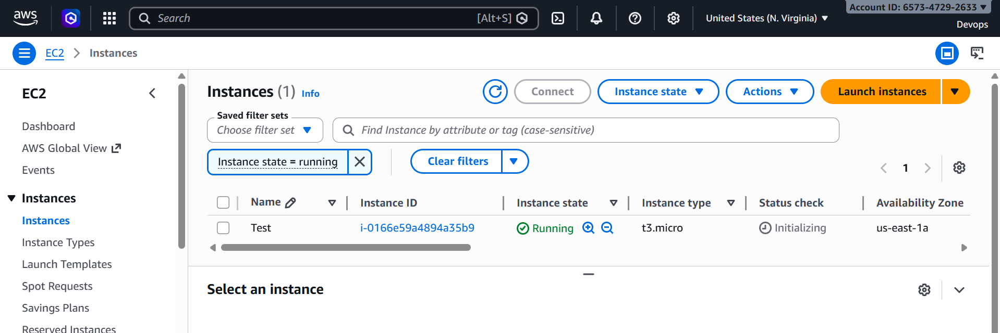 aws
Search [Alt+S]
United States (N. Virginia)
Account ID: 6573-4729-2633
Devops
EC2 Instances
EC2
Dashboard
AWS Global View
Events
Instances
Instances
Instance Types
Launch Templates
Spot Requests
Savings Plans
Reserved Instances
Instances (1) Info
Connect
Instance state
Actions
Launch instances
Saved filter sets
Choose filter set
Find Instance by attribute or tag (case-sensitive)
Instance state = running
Clear filters
1
Name Instance ID Instance state Instance type Status check Availability Zone
Test i-0166e59a4894a35b9 Running t3.micro Initializing us-east-1a
Select an instance